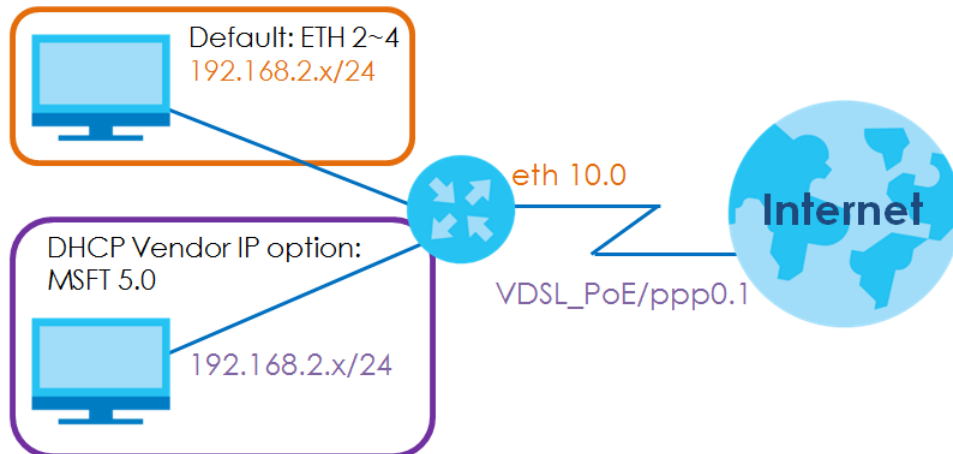 Default: ETH 2~4
192.168.2.x/24
eth 10.0
Internet
DHCP Vendor IP option:
MSFT 5.0
VDSL_PoE/ppp0.1
192.168.2.x/24